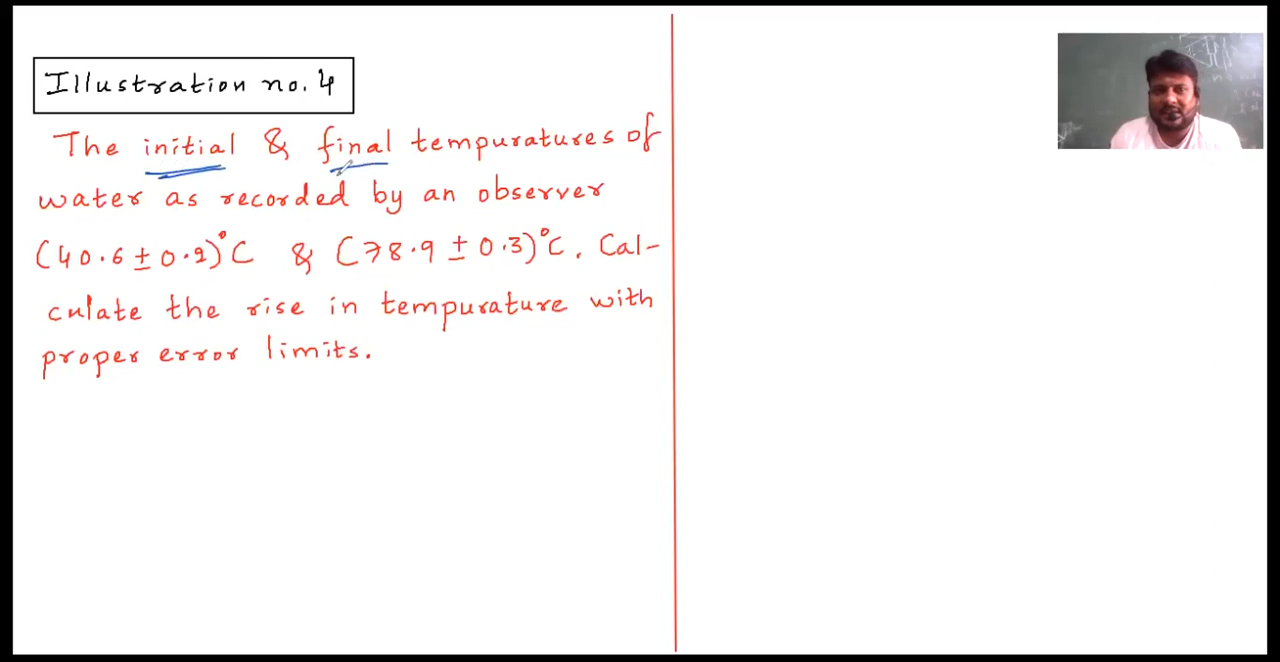 Illustration no. 4
The initial & final tempuratures of
water as recorded by an observer
(40.6 ± 0.2)°C & (78.9 ± 0.3)°C. Cal-
culate the rise in tempurature with
proper error limits.